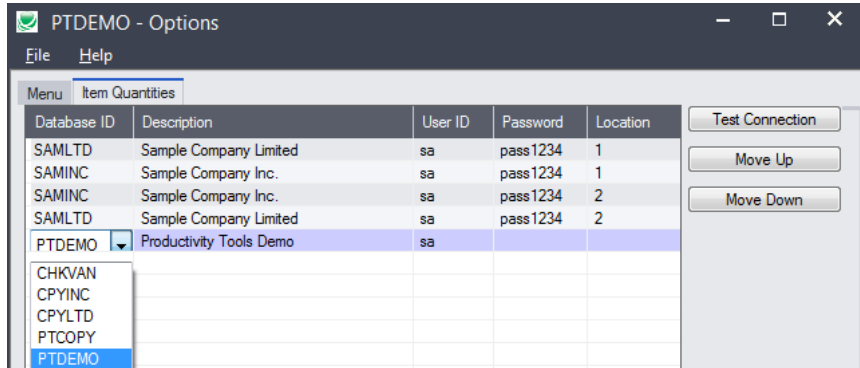 PTDEMO - Options
File Help
Menu Item Quantities
Database ID Description User ID Password Location Test Connection
SAMLTD Sample Company Limited sa pass1234 1
SAMINC Sample Company Inc. sa pass1234 1 Move Up
SAMINC Sample Company Inc. sa pass1234 2 Move Down
SAMLTD Sample Company Limited sa pass1234 2
PTDEMO Productivity Tools Demo sa
CHKVAN
CPYINC
CPYLTD
PTCOPY
PTDEMO